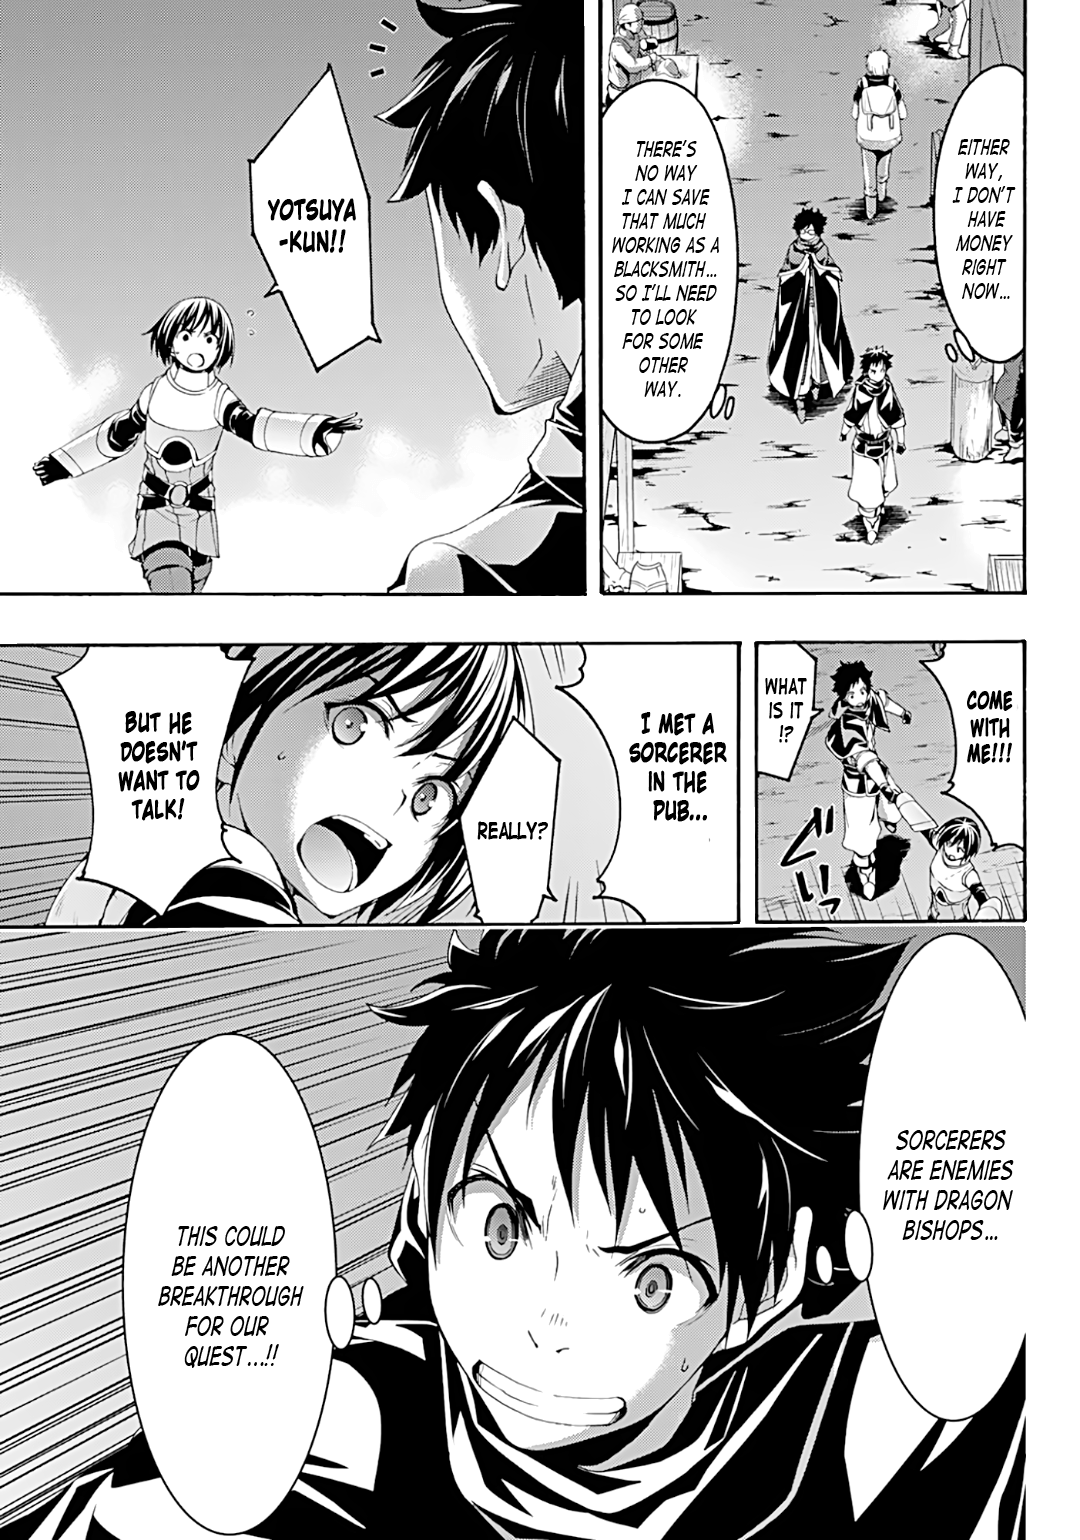 EITHER
WAY,
I DON'T
HAVE
MONEY
RIGHT
NOW...
THERE'S
NO WAY
I CAN SAVE
THAT MUCH
WORKING AS A
BLACKSMITH...
SO I'LL NEED
TO LOOK
FOR SOME
OTHER
WAY.
YOTSUYA
-KUN!!
COME
WITH
ME!!!
WHAT
IS IT
!?
ぐいっ
I MET A
SORCERER
IN THE
PUB...
REALLY?
BUT HE
DOESN'T
WANT TO
TALK!
SORCERERS
ARE ENEMIES
WITH DRAGON
BISHOPS...
THIS COULD
BE ANOTHER
BREAKTHROUGH
FOR OUR
QUEST...!!